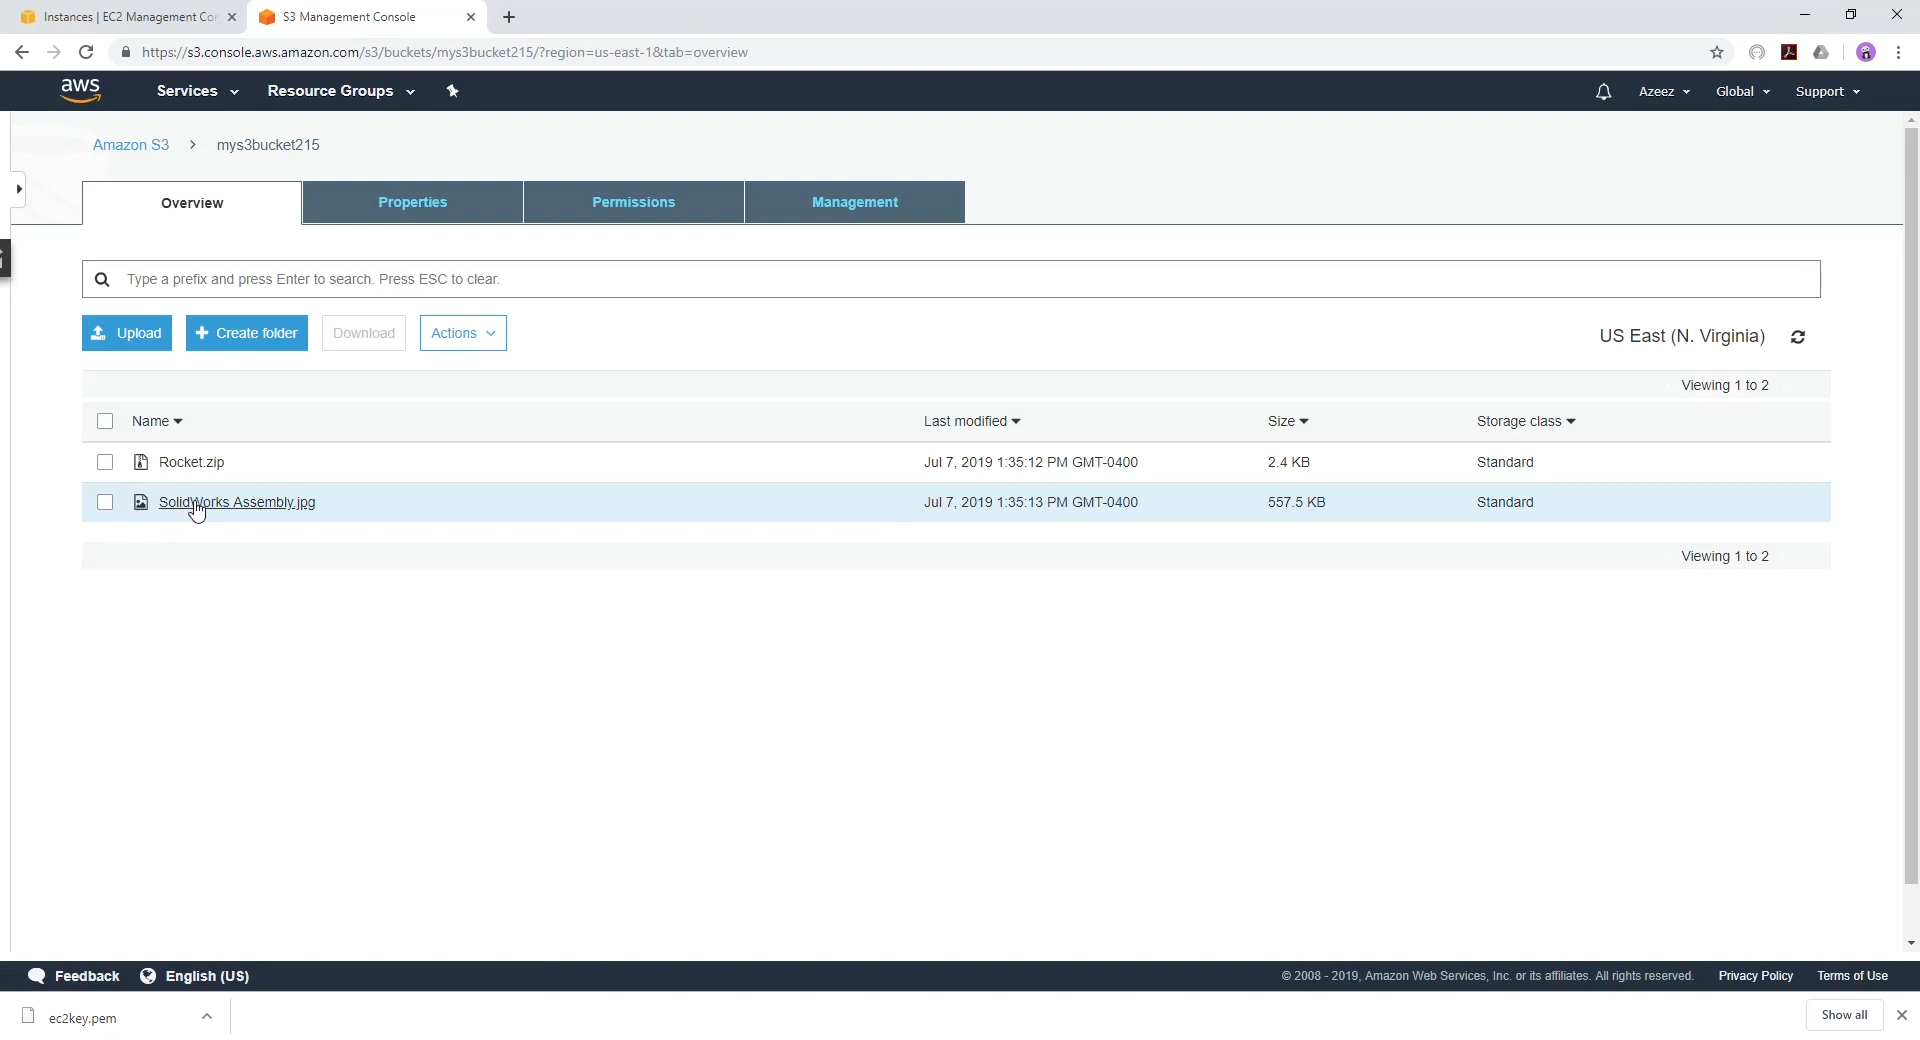 Instances | EC2 Management Cor
S3 Management Console
https://s3.console.aws.amazon.com/s3/buckets/mys3bucket215/?region=us-east-1&tab=overview
aws Services Resource Groups Azeez Global Support
Amazon S3 > mys3bucket215
Overview Properties Permissions Management
Type a prefix and press Enter to search. Press ESC to clear.
Upload + Create folder Download Actions US East (N. Virginia)
Viewing 1 to 2
Name Last modified Size Storage class
Rocket.zip Jul 7, 2019 1:35:12 PM GMT-0400 2.4 KB Standard
SolidWorks Assembly.jpg Jul 7, 2019 1:35:13 PM GMT-0400 557.5 KB Standard
Viewing 1 to 2
Feedback English (US) © 2008 - 2019, Amazon Web Services, Inc. or its affiliates. All rights reserved. Privacy Policy Terms of Use
ec2key.pem Show all